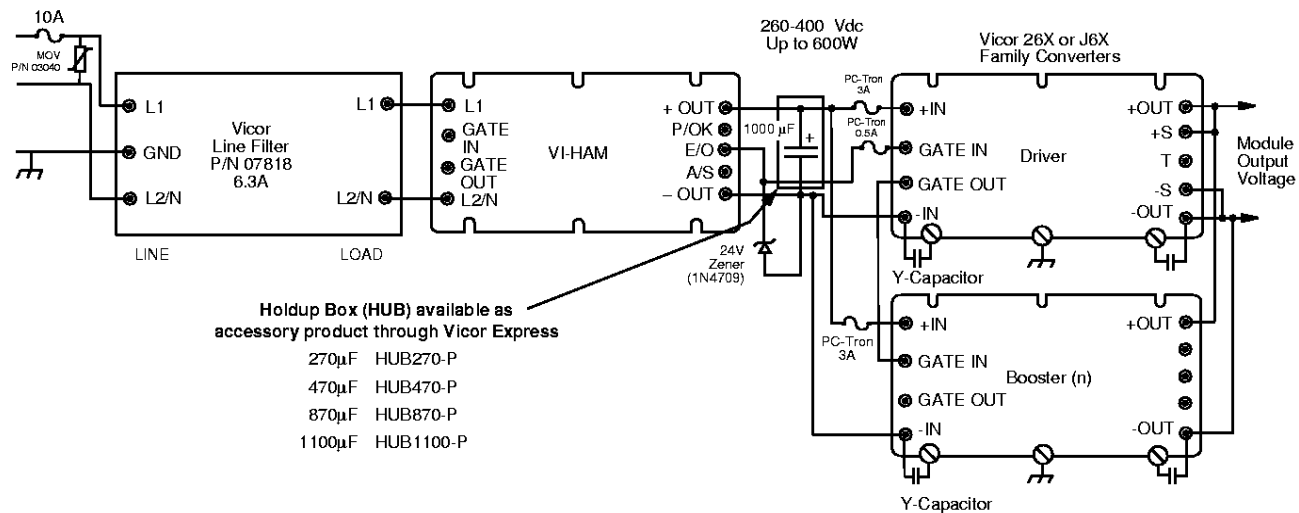 10A
MOV
P/N 03040
L1
GND
L2/N
Vicor
Line Filter
P/N 07818
6.3A
L1
L2/N
LINE
LOAD
L1
GATE
IN
GATE
OUT
L2/N
VI-HAM
+ OUT
P/OK
E/O
A/S
– OUT
260-400 Vdc
Up to 600W
1000 µF
+
PC-Tron
3A
PC-Tron
0.5A
24V
Zener
(1N4709)
Vicor 26X or J6X
Family Converters
+IN
GATE IN
GATE OUT
-IN
Driver
+OUT
+S
T
-S
-OUT
Module
Output
Voltage
Y-Capacitor
Holdup Box (HUB) available as
accessory product through Vicor Express
270µF HUB270-P
470µF HUB470-P
870µF HUB870-P
1100µF HUB1100-P
PC-Tron
3A
+IN
GATE IN
GATE OUT
-IN
Booster (n)
+OUT
-OUT
Y-Capacitor